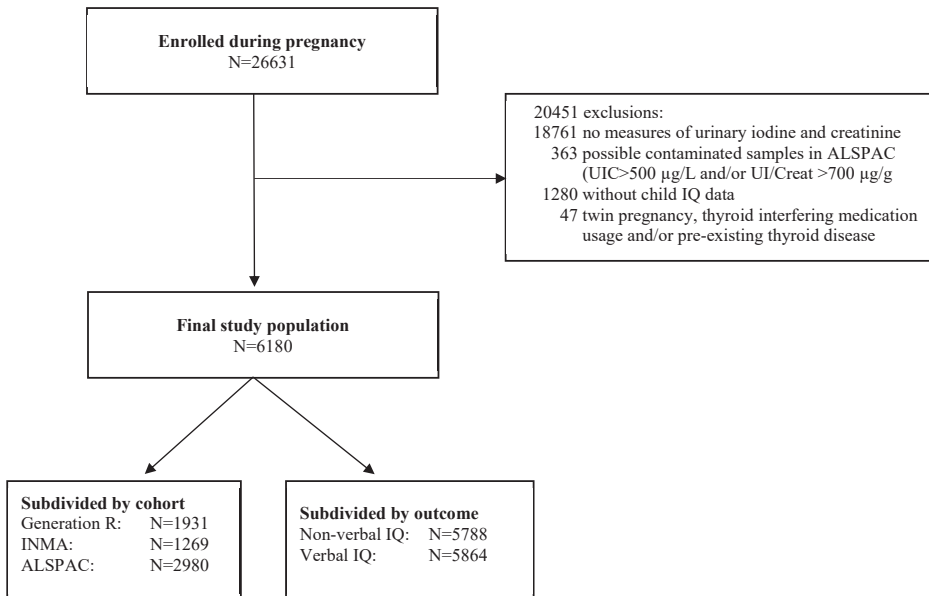 Enrolled during pregnancy
N=26631
20451 exclusions:
18761 no measures of urinary iodine and creatinine
363 possible contaminated samples in ALSPAC
(UIC>500 µg/L and/or UI/Creat >700 µg/g
1280 without child IQ data
47 twin pregnancy, thyroid interfering medication
usage and/or pre-existing thyroid disease
Final study population
N=6180
Subdivided by cohort
Generation R: N=1931
INMA: N=1269
ALSPAC: N=2980
Subdivided by outcome
Non-verbal IQ: N=5788
Verbal IQ: N=5864